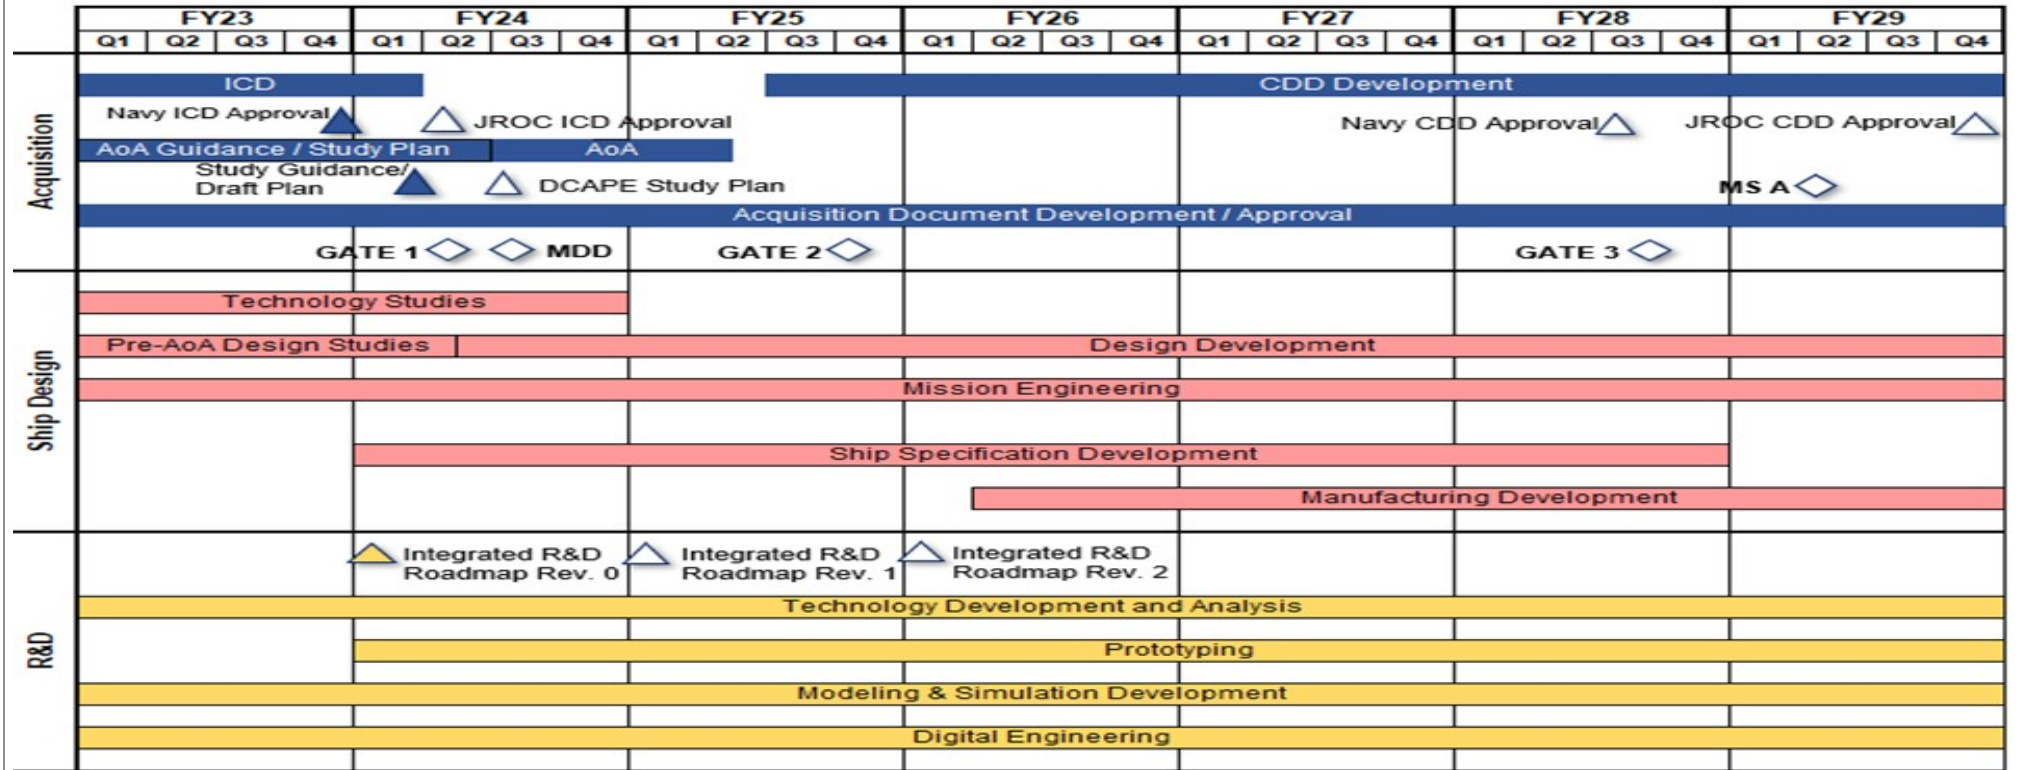 FY23 FY24 FY25 FY26 FY27 FY28 FY29
Q1 Q2 Q3 Q4 Q1 Q2 Q3 Q4 Q1 Q2 Q3 Q4 Q1 Q2 Q3 Q4 Q1 Q2 Q3 Q4 Q1 Q2 Q3 Q4 Q1 Q2 Q3 Q4
Acquisition
ICD CDD Development
Navy ICD Approval JROC ICD Approval Navy CDD Approval JROC CDD Approval
AoA Guidance / Study Plan AoA
Study Guidance/
Draft Plan
DCAPE Study Plan MS A
Acquisition Document Development / Approval
GATE 1 MDD GATE 2 GATE 3
Ship Design
Technology Studies
Pre-AoA Design Studies Design Development
Mission Engineering
Ship Specification Development
Manufacturing Development
R&D
Integrated R&D
Roadmap Rev. 0
Integrated R&D
Roadmap Rev. 1
Integrated R&D
Roadmap Rev. 2
Technology Development and Analysis
Prototyping
Modeling & Simulation Development
Digital Engineering